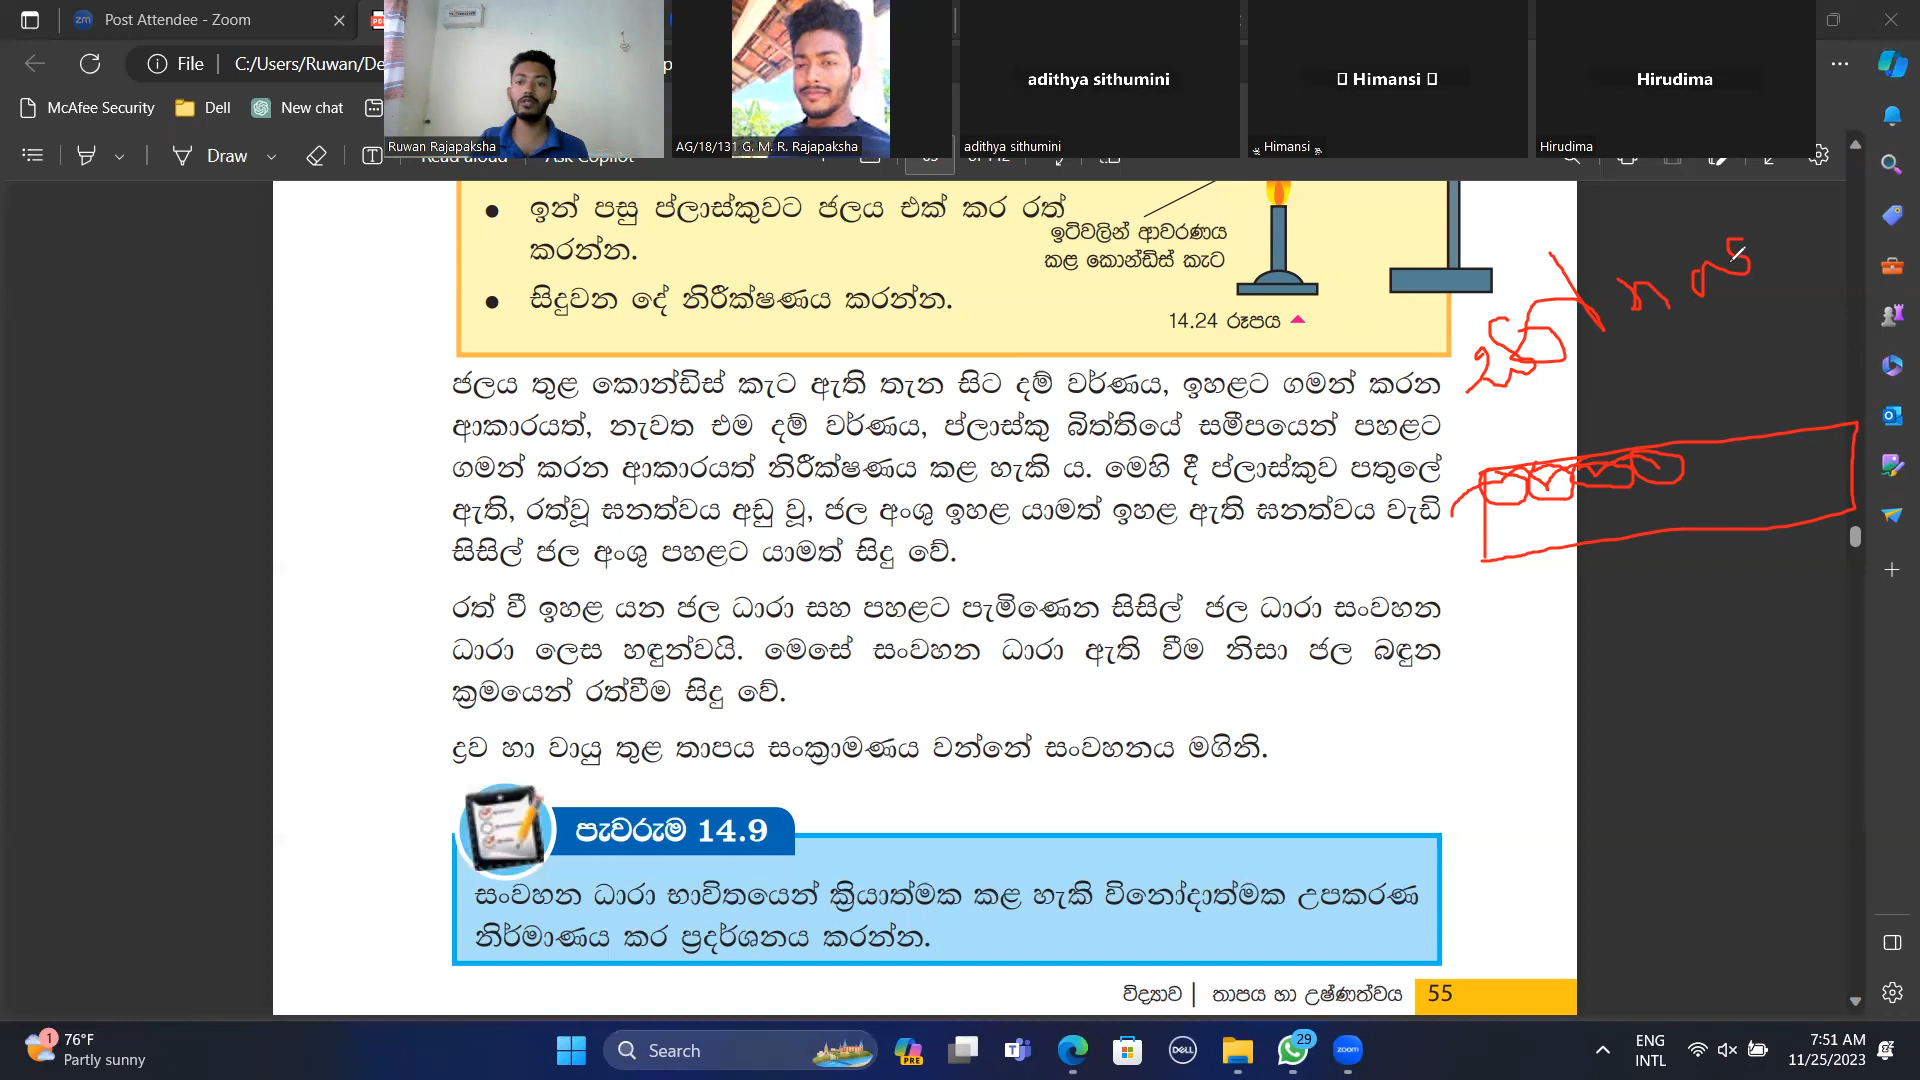 Post Attendee - Zoom
File
C:/Users/Ruwan/De
McAfee Security
Dell
New chat
Draw
Ruwan Rajapaksha
AG/18/131 G. M. R. Rajapaksha
adithya sithumini
adithya sithumini
Himansi
Himansi
Hirudima
Hirudima
ඉන් පසු ප්ලාස්කුවට ජලය එක් කර රත්
කරන්න.
සිදුවන දේ නිරීක්ෂණය කරන්න.
ඉටිවලින් ආවරණය
කළ කොන්ඩිස් කැට
14.24 රූපය
ජලය තුළ කොන්ඩිස් කැට ඇති තැන සිට දම් වර්ණය, ඉහළට ගමන් කරන
ආකාරයත්, නැවත එම දම් වර්ණය, ප්ලාස්කු බිත්තියේ සමීපයෙන් පහළට
ගමන් කරන ආකාරයත් නිරීක්ෂණය කළ හැකි ය. මෙහි දී ප්ලාස්කුව පතුලේ
ඇති, රත්වූ ඝනත්වය අඩු වූ, ජල අංශු ඉහළ යාමත් ඉහළ ඇති ඝනත්වය වැඩි
සිසිල් ජල අංශු පහළට යාමත් සිදු වේ.
රත් වී ඉහළ යන ජල ධාරා සහ පහළට පැමිණෙන සිසිල් ජල ධාරා සංවහන
ධාරා ලෙස හඳුන්වයි. මෙසේ සංවහන ධාරා ඇති වීම නිසා ජල බඳුන
ක්‍රමයෙන් රත්වීම සිදු වේ.
ද්‍රව හා වායු තුළ තාපය සංක්‍රාමණය වන්නේ සංවහනය මගිනි.
පැවරුම 14.9
සංවහන ධාරා භාවිතයෙන් ක්‍රියාත්මක කළ හැකි විනෝදාත්මක උපකරණ
නිර්මාණය කර ප්‍රදර්ශනය කරන්න.
විද්‍යාව | තාපය හා උෂ්ණත්වය 55
76°F
Partly sunny
Search
29
ENG
INTL
7:51 AM
11/25/2023